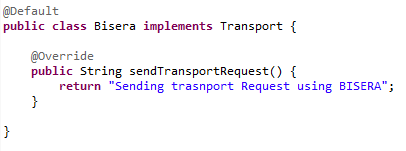 @Default
public class Bisera implements Transport {
@Override
public String sendTransportRequest() {
return "Sending trasnport Request using BISERA";
}
}